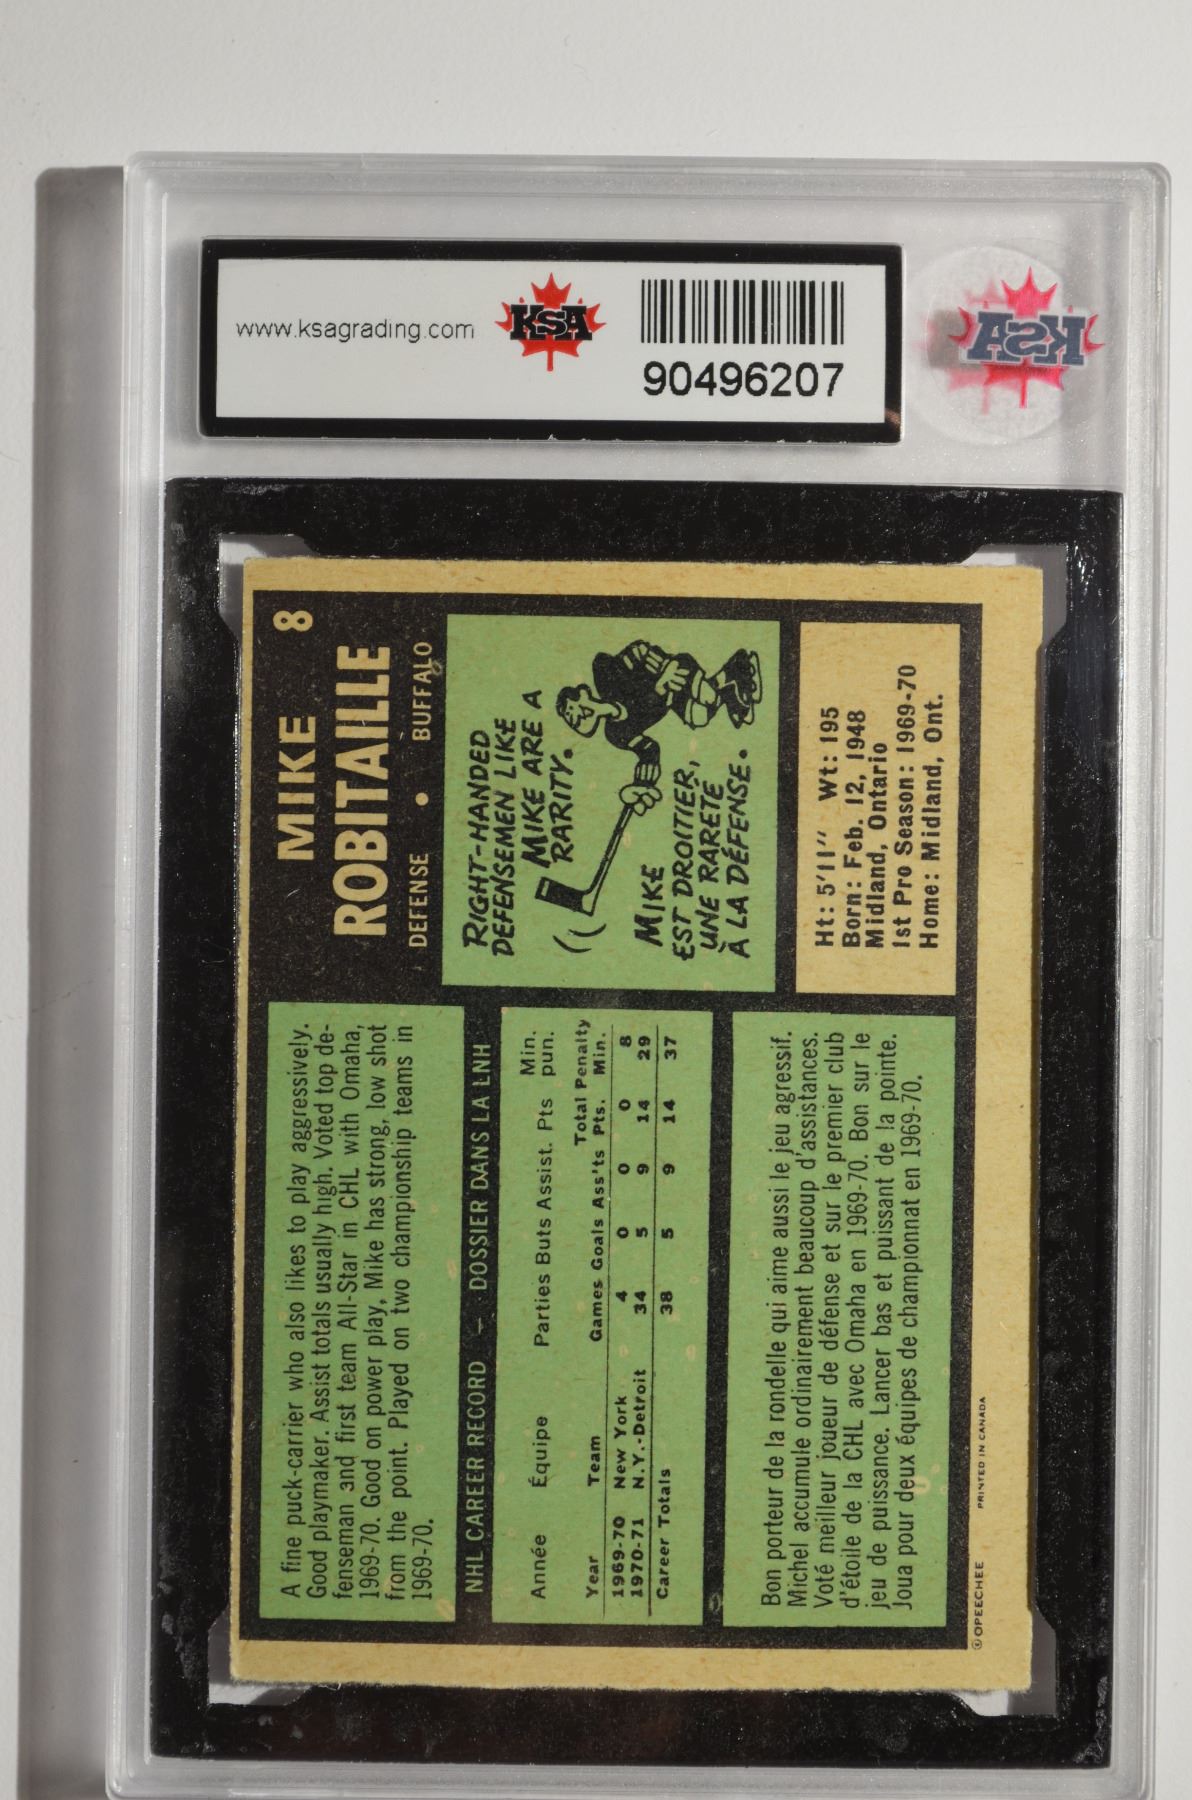 www.ksagrading.com
KSA
90496207
KSA
MIKE 8
ROBITAILLE
DEFENSE • BUFFALO
A fine puck-carrier who also likes to play aggressively.
Good playmaker. Assist totals usually high. Voted top de-
fenseman and first team All-Star in CHL with Omaha,
1969-70. Good on power play, Mike has strong, low shot
from the point. Played on two championship teams in
1969-70.
RIGHT-HANDED
DEFENSEMEN LIKE
MIKE ARE A
RARITY.
MIKE
EST DROITIER,
UNE RARETÉ
À LA DÉFENSE.
NHL CAREER RECORD — DOSSIER DANS LA LNH
Année Équipe Parties Buts Assist. Pts Min. pun.
Year Team Games Goals Ass'ts Total Pts. Penalty Min.
1969-70 New York 4 0 0 0 8
1970-71 N.Y.-Detroit 34 5 9 14 29
Career Totals 38 5 9 14 37
Ht: 5'11" Wt: 195
Born: Feb. 12, 1948
Midland, Ontario
1st Pro Season: 1969-70
Home: Midland, Ont.
Bon porteur de la rondelle qui aime aussi le jeu agressif.
Michel accumule ordinairement beaucoup d'assistances.
Voté meilleur joueur de défense et sur le premier club
d'étoile de la CHL avec Omaha en 1969-70. Bon sur le
jeu de puissance. Lancer bas et puissant de la pointe.
Joua pour deux équipes de championnat en 1969-70.
©OPEECHEE PRINTED IN CANADA